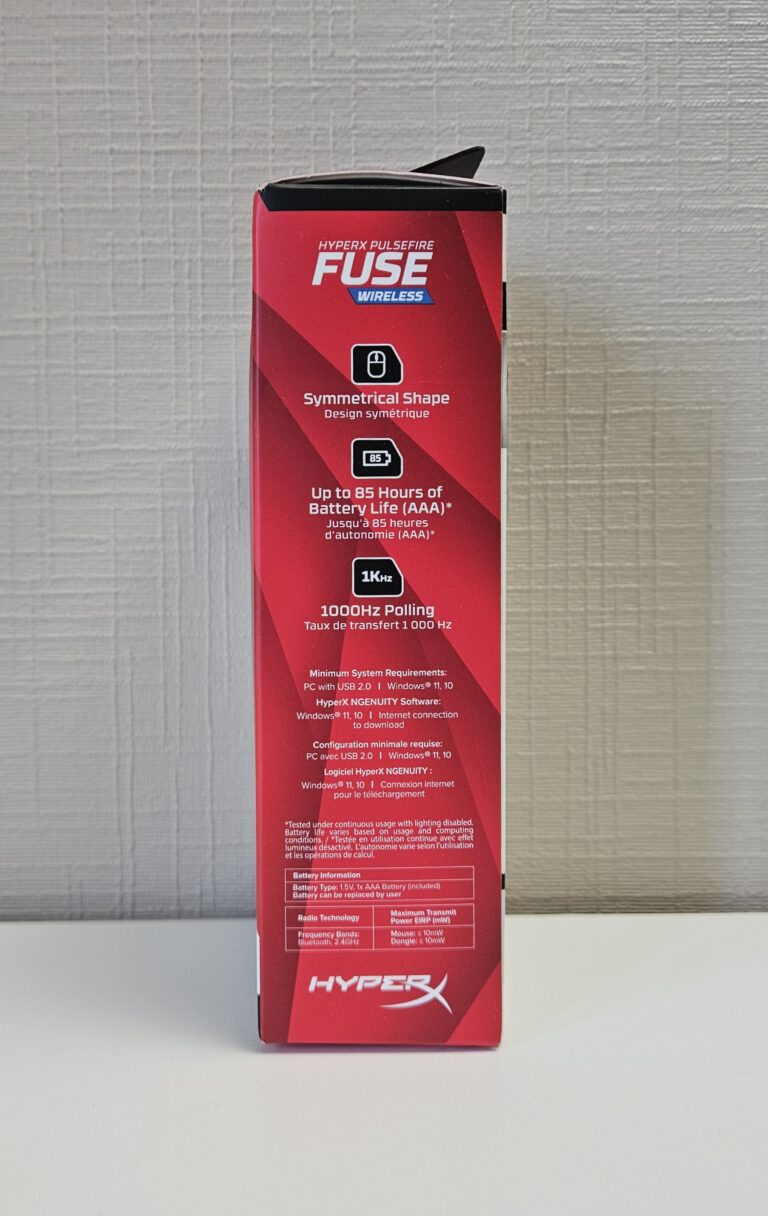 HYPERX PULSEFIRE
FUSE
WIRELESS
Symmetrical Shape
Design symétrique
85
Up to 85 Hours of
Battery Life (AAA)*
Jusqu'à 85 heures
d'autonomie (AAA)*
1KHz
1000Hz Polling
Taux de transfert 1 000 Hz
Minimum System Requirements:
PC with USB 2.0 | Windows® 11, 10
HyperX NGENUITY Software:
Windows® 11, 10 | Internet connection
to download
Configuration minimale requise:
PC avec USB 2.0 | Windows® 11, 10
Logiciel HyperX NGENUITY :
Windows® 11, 10 | Connexion internet
pour le téléchargement
*Tested under continuous usage with lighting disabled.
Battery life varies based on usage and computing
conditions. / *Testée en utilisation continue avec effet
lumineux désactivé. L'autonomie varie selon l'utilisation
et les opérations de calcul.
Battery Information
Battery Type: 1.5V, 1x AAA Battery (included)
Battery can be replaced by user
Radio Technology
Maximum Transmit
Power EIRP (mW)
Frequency Bands:
Bluetooth, 2.4GHz
Mouse: ≤ 10mW
Dongle: ≤ 10mW
HYPERX